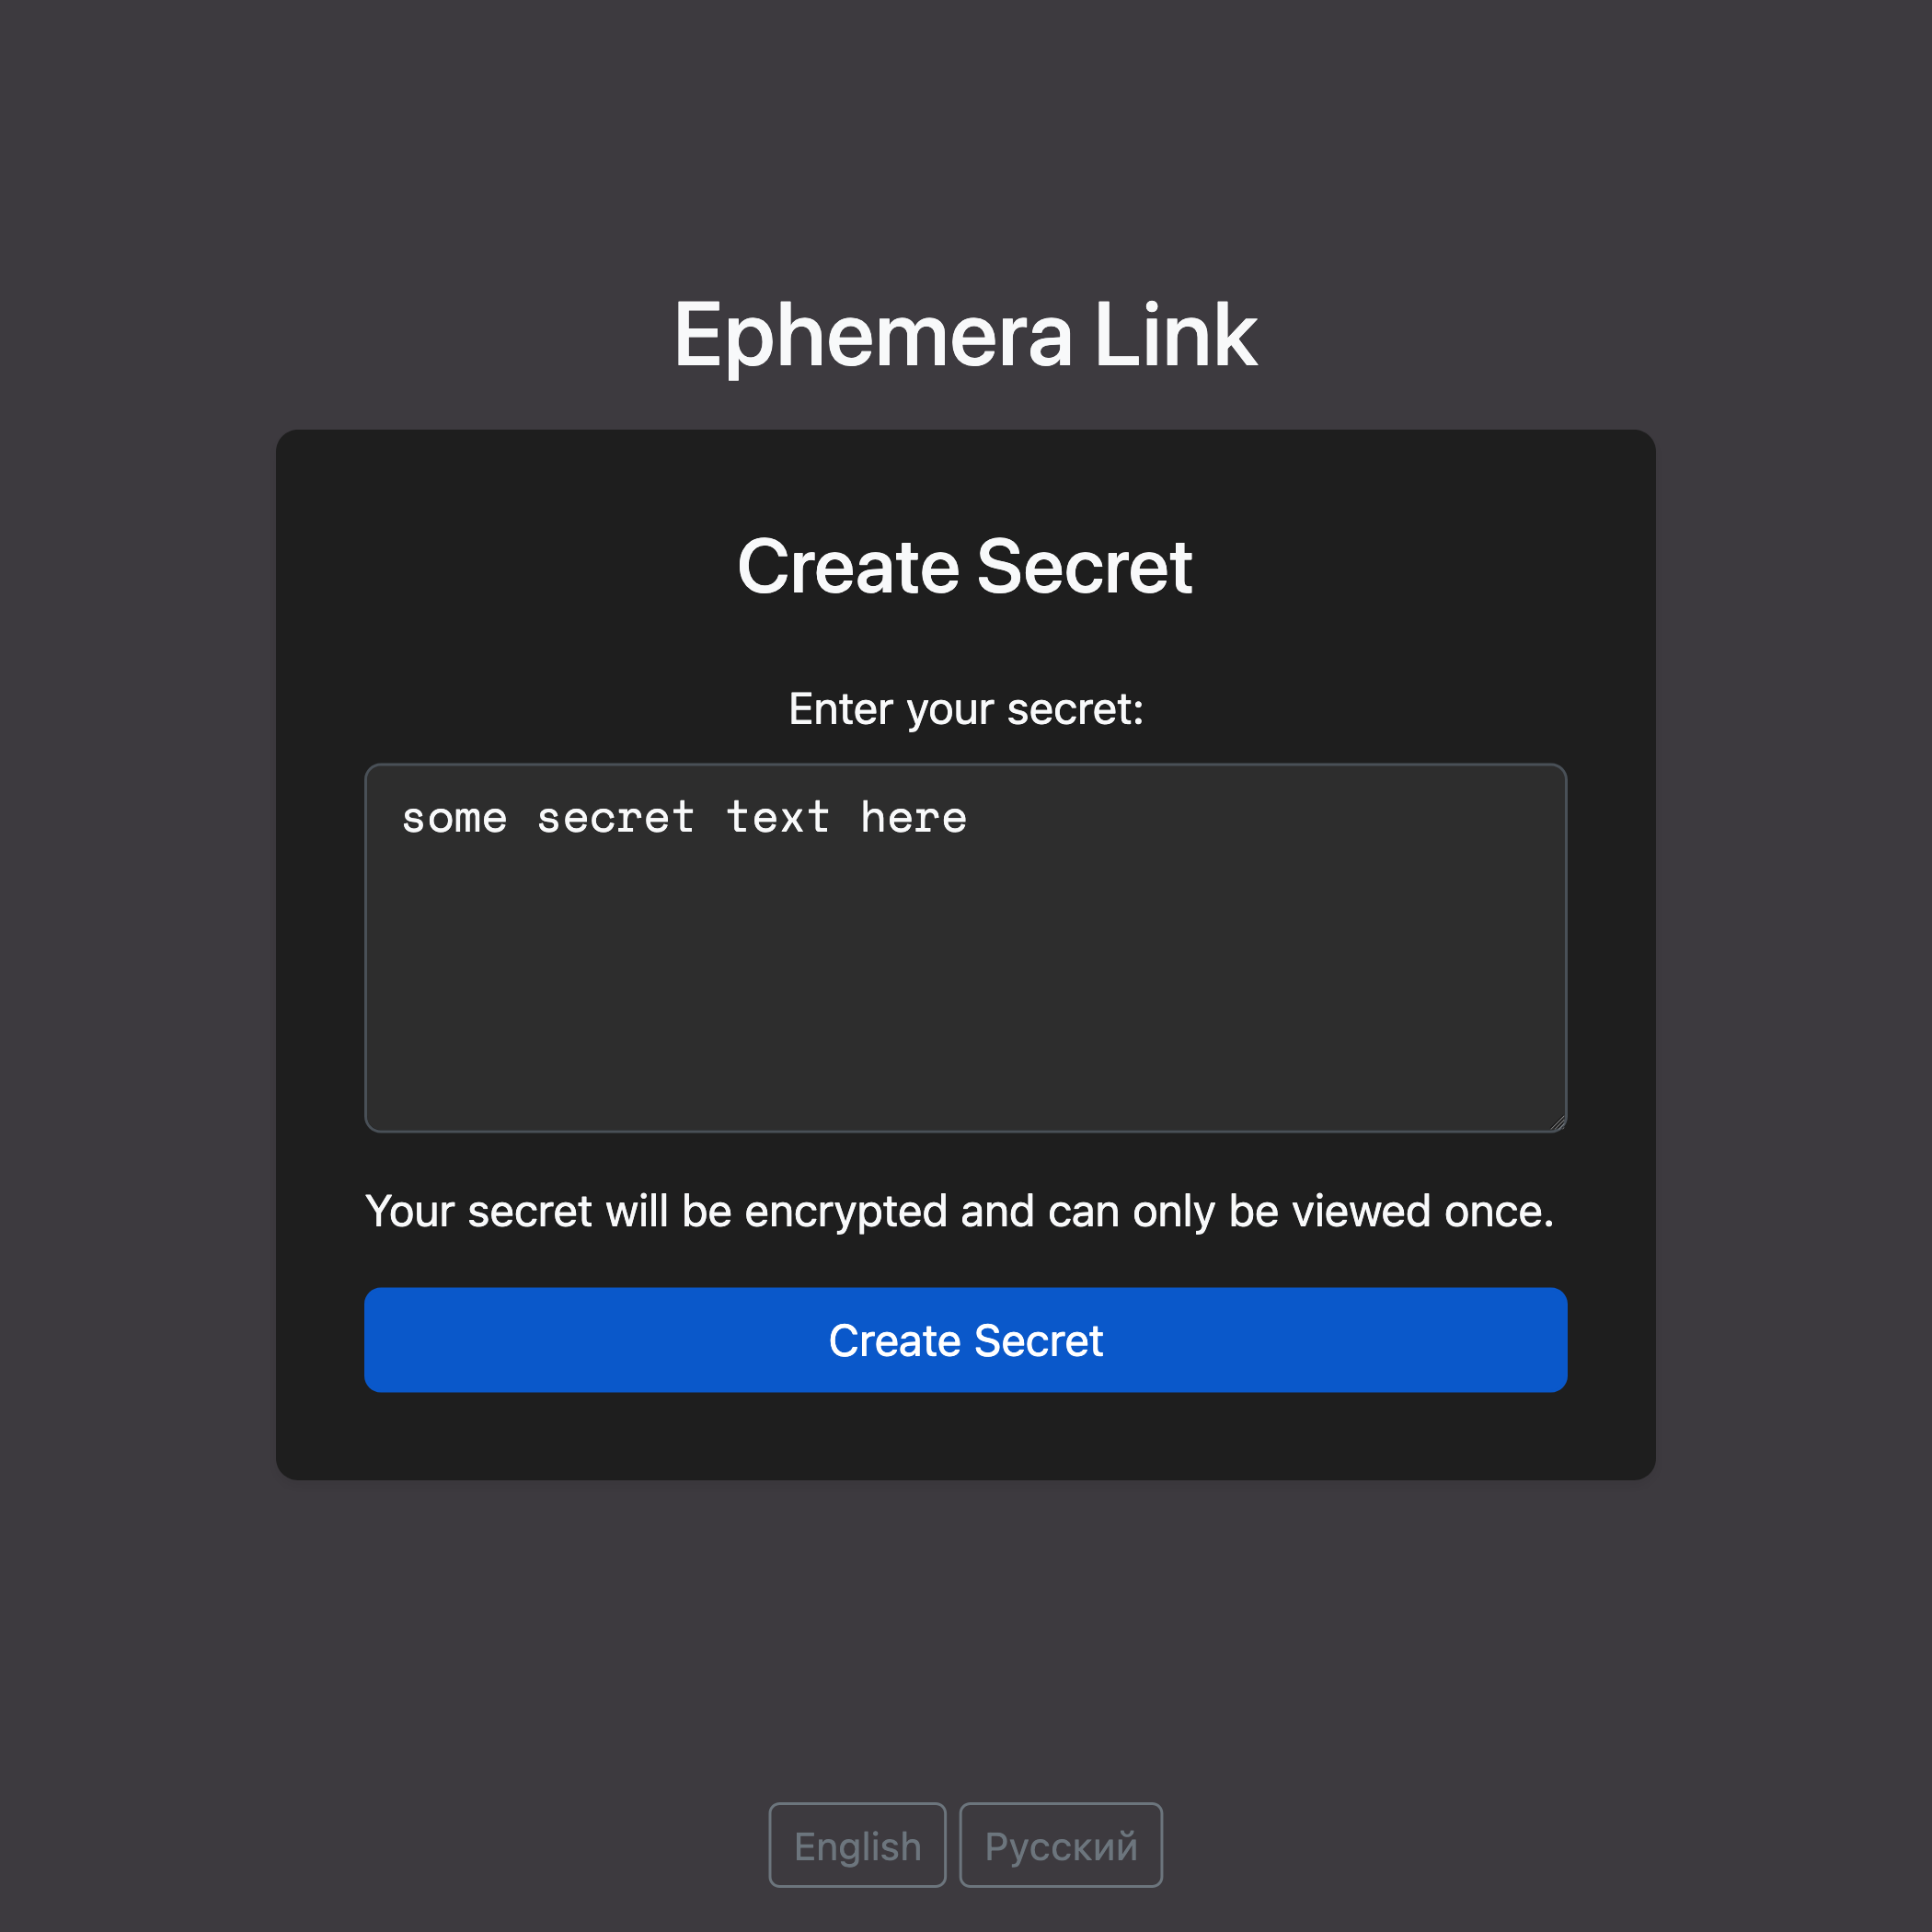 Ephemera Link
Create Secret
Enter your secret:
some secret text here
Your secret will be encrypted and can only be viewed once.
Create Secret
English
Русский